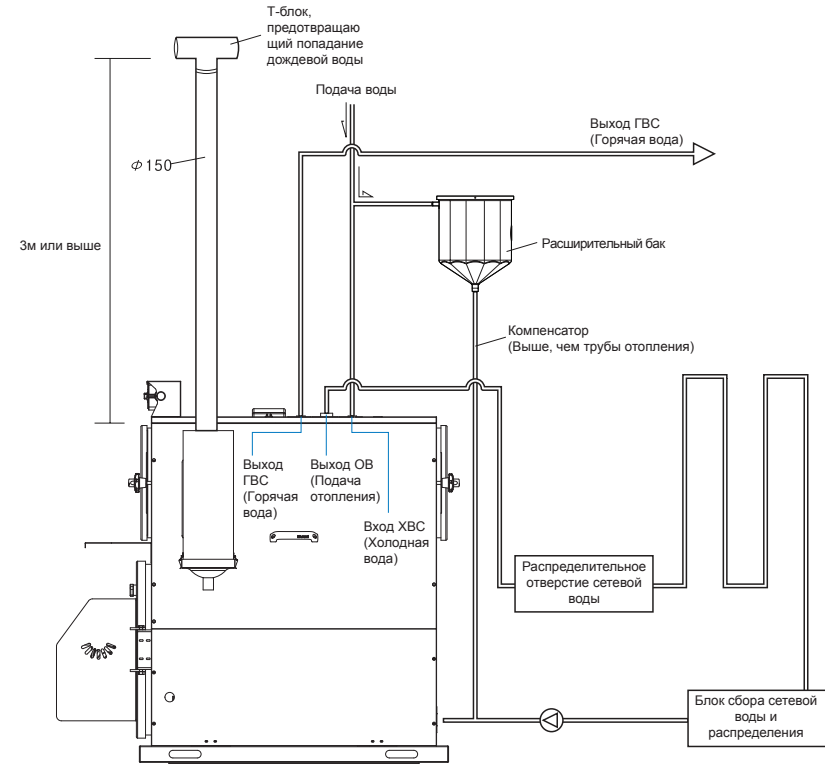 Т-блок,
предотвращаю
щий попадание
дождевой воды
Подача воды
Выход ГВС
(Горячая вода)
Ф150
3м или выше
Расширительный бак
Компенсатор
(Выше, чем трубы отопления)
Выход
ГВС
(Горячая
вода)
Выход ОВ
(Подача
отопления)
Вход ХВС
(Холодная
вода)
Распределительное
отверстие сетевой
воды
Блок сбора сетевой
воды и
распределения